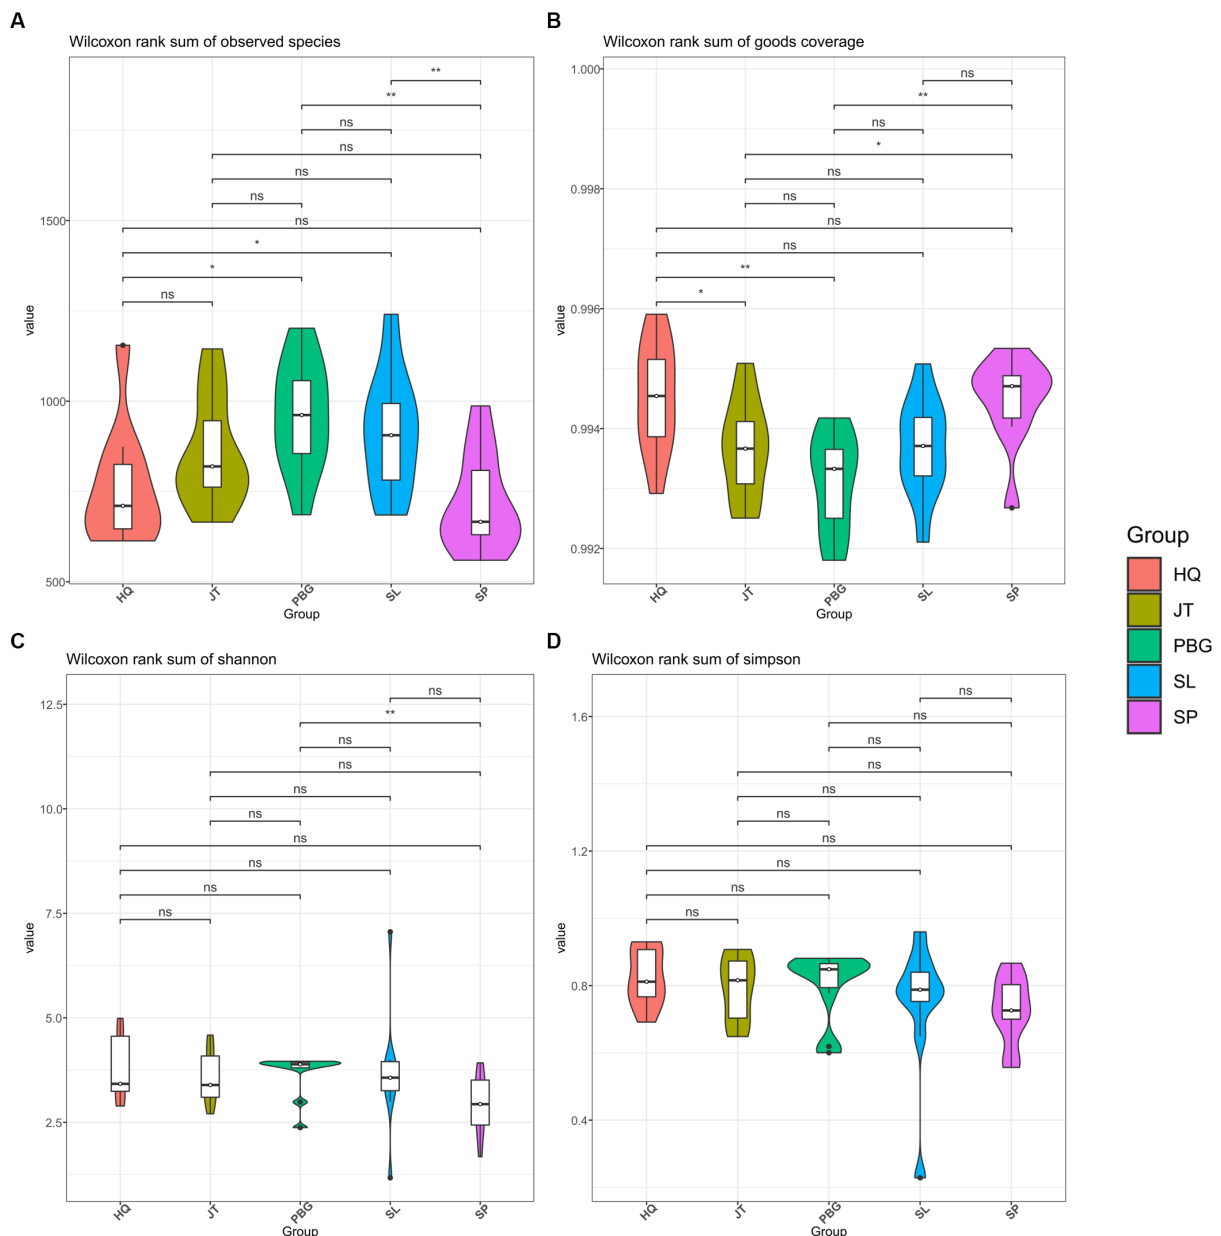 A
Wilcoxon rank sum of observed species
**
**
ns
ns
ns
ns
ns
*
*
ns
1500
1000
500
value
HQ JT PBG SL SP
Group
B
Wilcoxon rank sum of goods coverage
ns
**
ns
*
ns
ns
ns
ns
**
*
1.000
0.998
0.996
0.994
0.992
value
HQ JT PBG SL SP
Group
Group
HQ
JT
PBG
SL
SP
C
Wilcoxon rank sum of shannon
ns
**
ns
ns
ns
ns
ns
ns
ns
ns
12.5
10.0
7.5
5.0
2.5
value
HQ JT PBG SL SP
Group
D
Wilcoxon rank sum of simpson
ns
ns
ns
ns
ns
ns
ns
ns
ns
ns
1.6
1.2
0.8
0.4
value
HQ JT PBG SL SP
Group